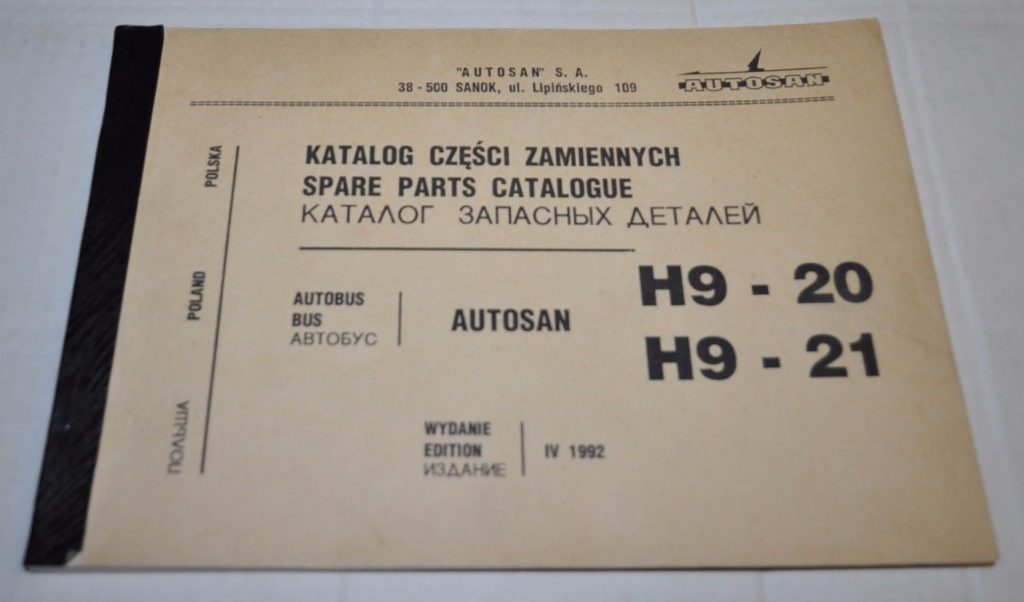 "AUTOSAN" S. A.
38 - 500 SANOK, ul. Lipińskiego 109
AUTOSAN
KATALOG CZĘŚCI ZAMIENNYCH
SPARE PARTS CATALOGUE
КАТАЛОГ ЗАПАСНЫХ ДЕТАЛЕЙ
POLSKA
POLAND
ПОЛЬША
AUTOBUS
BUS
АВТОБУС
AUTOSAN
H9 - 20
H9 - 21
WYDANIE
EDITION
ИЗДАНИЕ
IV 1992